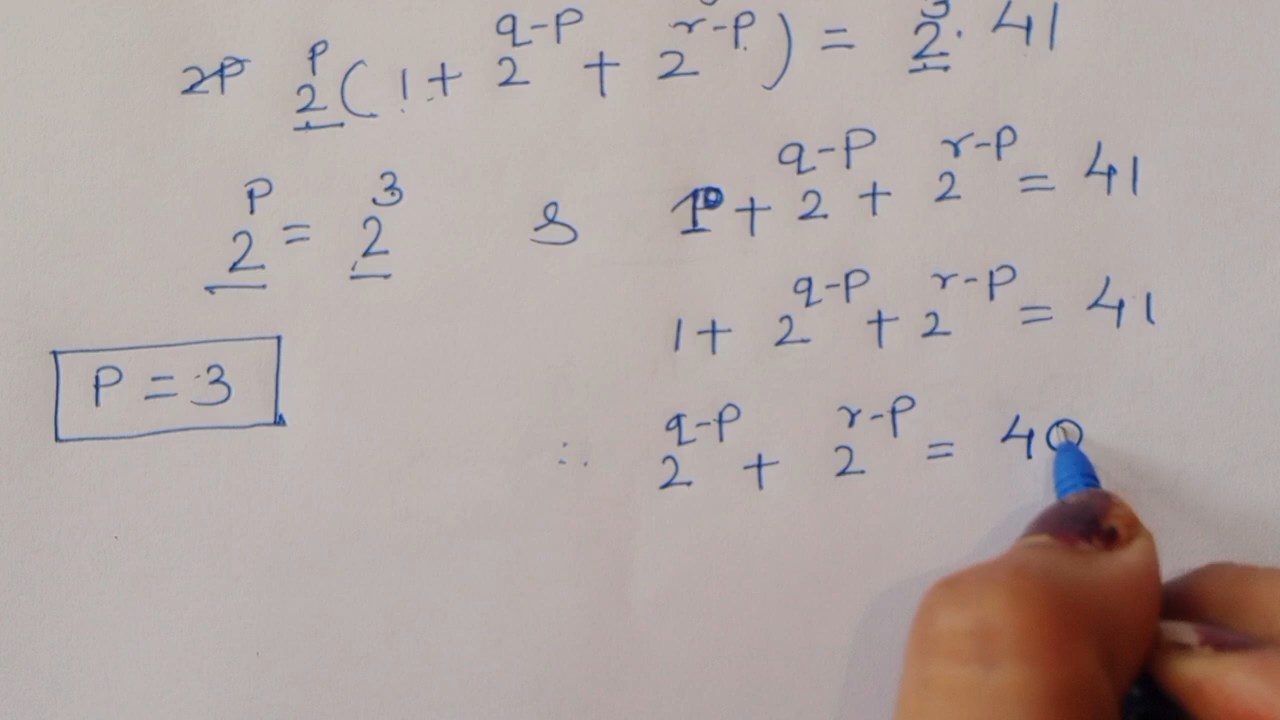 2^p(1 + 2^{q-p} + 2^{r-p}) = 2^3 · 41
2^p = 2^3 & 1 + 2^{q-p} + 2^{r-p} = 41
1 + 2^{q-p} + 2^{r-p} = 41
P = 3
∴ 2^{q-p} + 2^{r-p} = 40